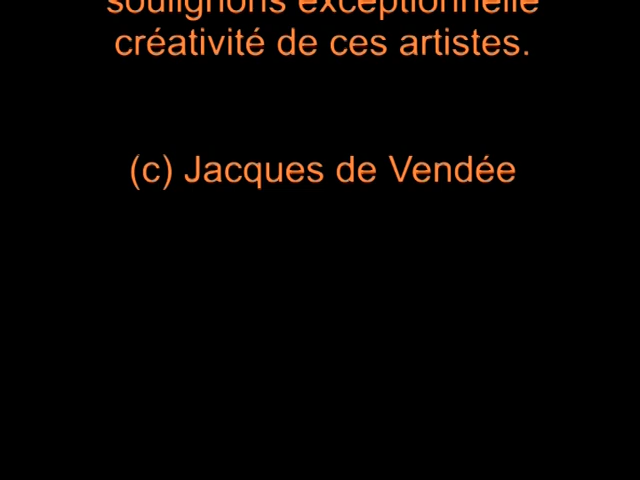 soulignons exceptionnelle
créativité de ces artistes.
(c) Jacques de Vendée